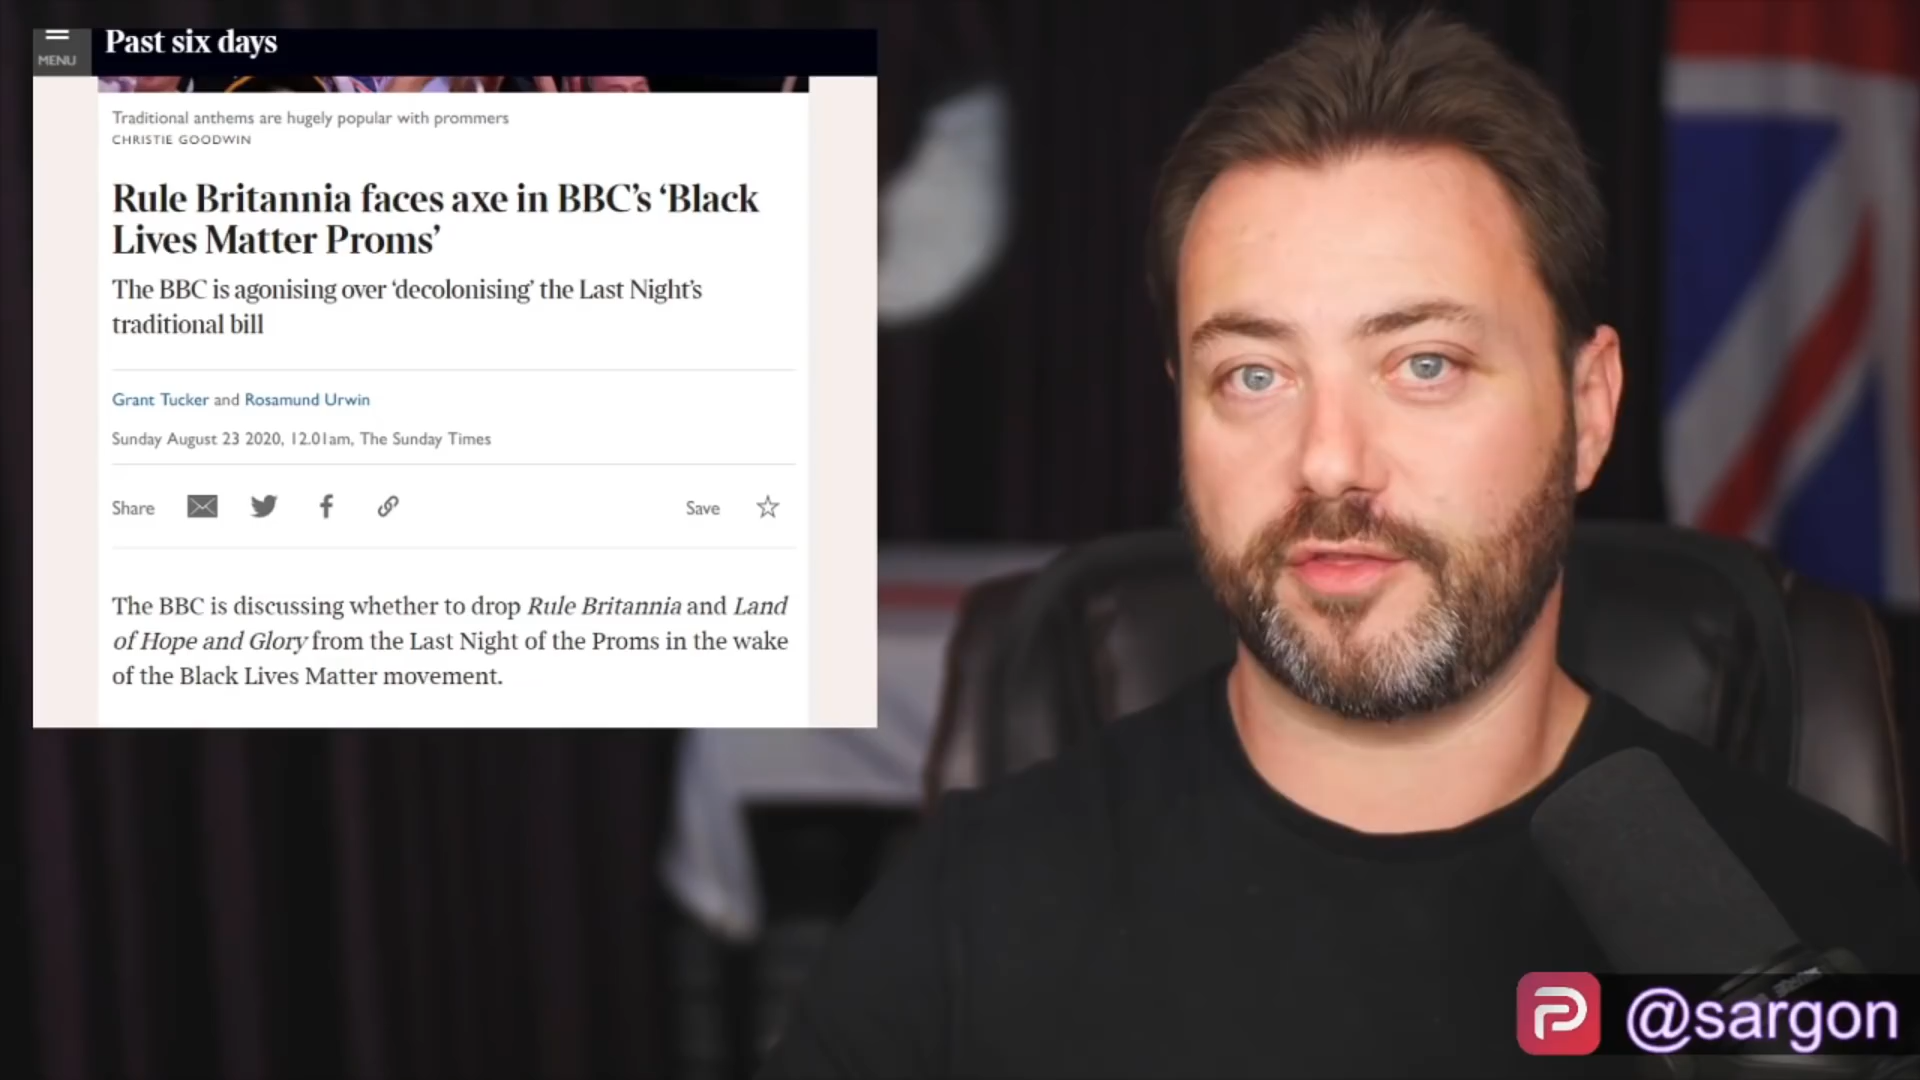 Past six days
MENU
Traditional anthems are hugely popular with prommers
CHRISTIE GOODWIN
Rule Britannia faces axe in BBC's ‘Black
Lives Matter Proms’
The BBC is agonising over ‘decolonising’ the Last Night's
traditional bill
Grant Tucker and Rosamund Urwin
Sunday August 23 2020, 12.01am, The Sunday Times
Share
Save
The BBC is discussing whether to drop Rule Britannia and Land
of Hope and Glory from the Last Night of the Proms in the wake
of the Black Lives Matter movement.
@sargon